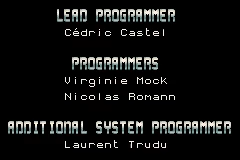 LEAD PROGRAMMER
Cédric Castel
PROGRAMMERS
Virginie Mock
Nicolas Romann
ADDITIONAL SYSTEM PROGRAMMER
Laurent Trudu